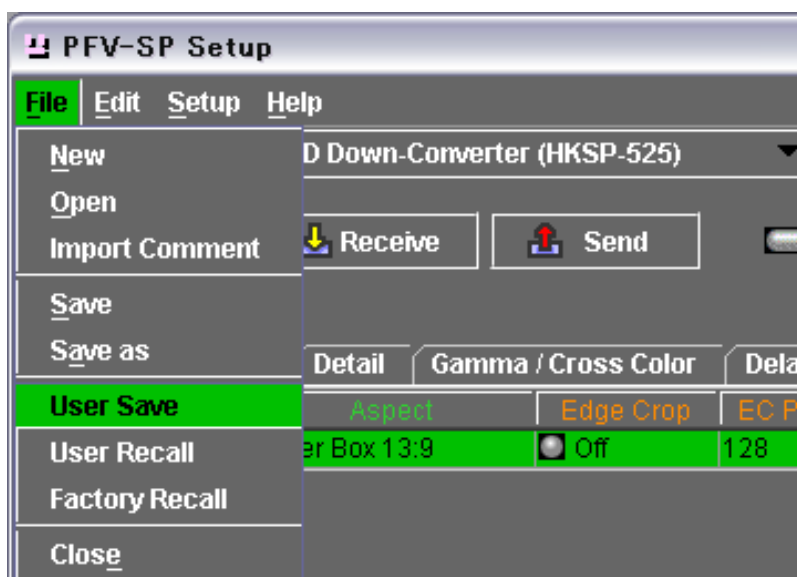 PFV-SP Setup
File Edit Setup Help
New
D Down-Converter (HKSP-525)
Open
Import Comment
Receive
Send
Save
Save as
Detail
Gamma / Cross Color
Dela
User Save
Aspect
Edge Crop
EC P
User Recall
er Box 13:9
Off
128
Factory Recall
Close